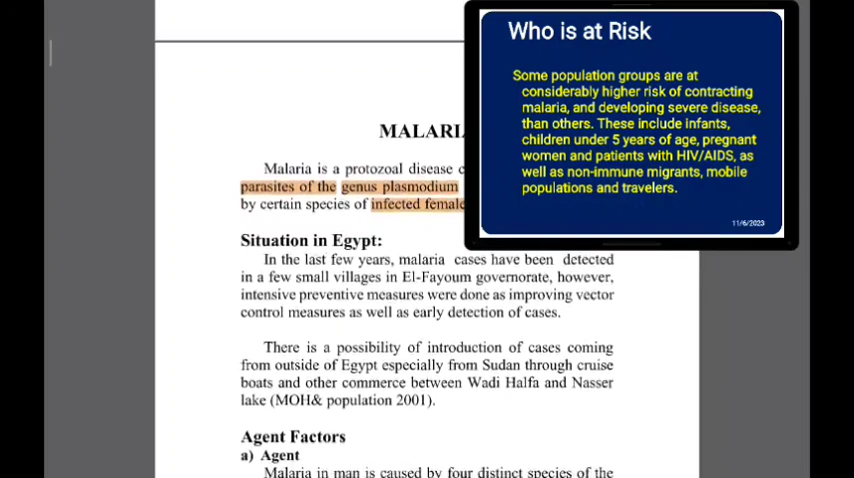 Who is at Risk
Some population groups are at
considerably higher risk of contracting
malaria, and developing severe disease,
than others. These include infants,
children under 5 years of age, pregnant
women and patients with HIV/AIDS, as
well as non-immune migrants, mobile
populations and travelers.
11/6/2023
MALARIA
Malaria is a protozoal disease
parasites of the genus plasmodium
by certain species of infected female
Situation in Egypt:
In the last few years, malaria cases have been detected
in a few small villages in El-Fayoum governorate, however,
intensive preventive measures were done as improving vector
control measures as well as early detection of cases.
There is a possibility of introduction of cases coming
from outside of Egypt especially from Sudan through cruise
boats and other commerce between Wadi Halfa and Nasser
lake (MOH& population 2001).
Agent Factors
a) Agent
Malaria in man is caused by four distinct species of the